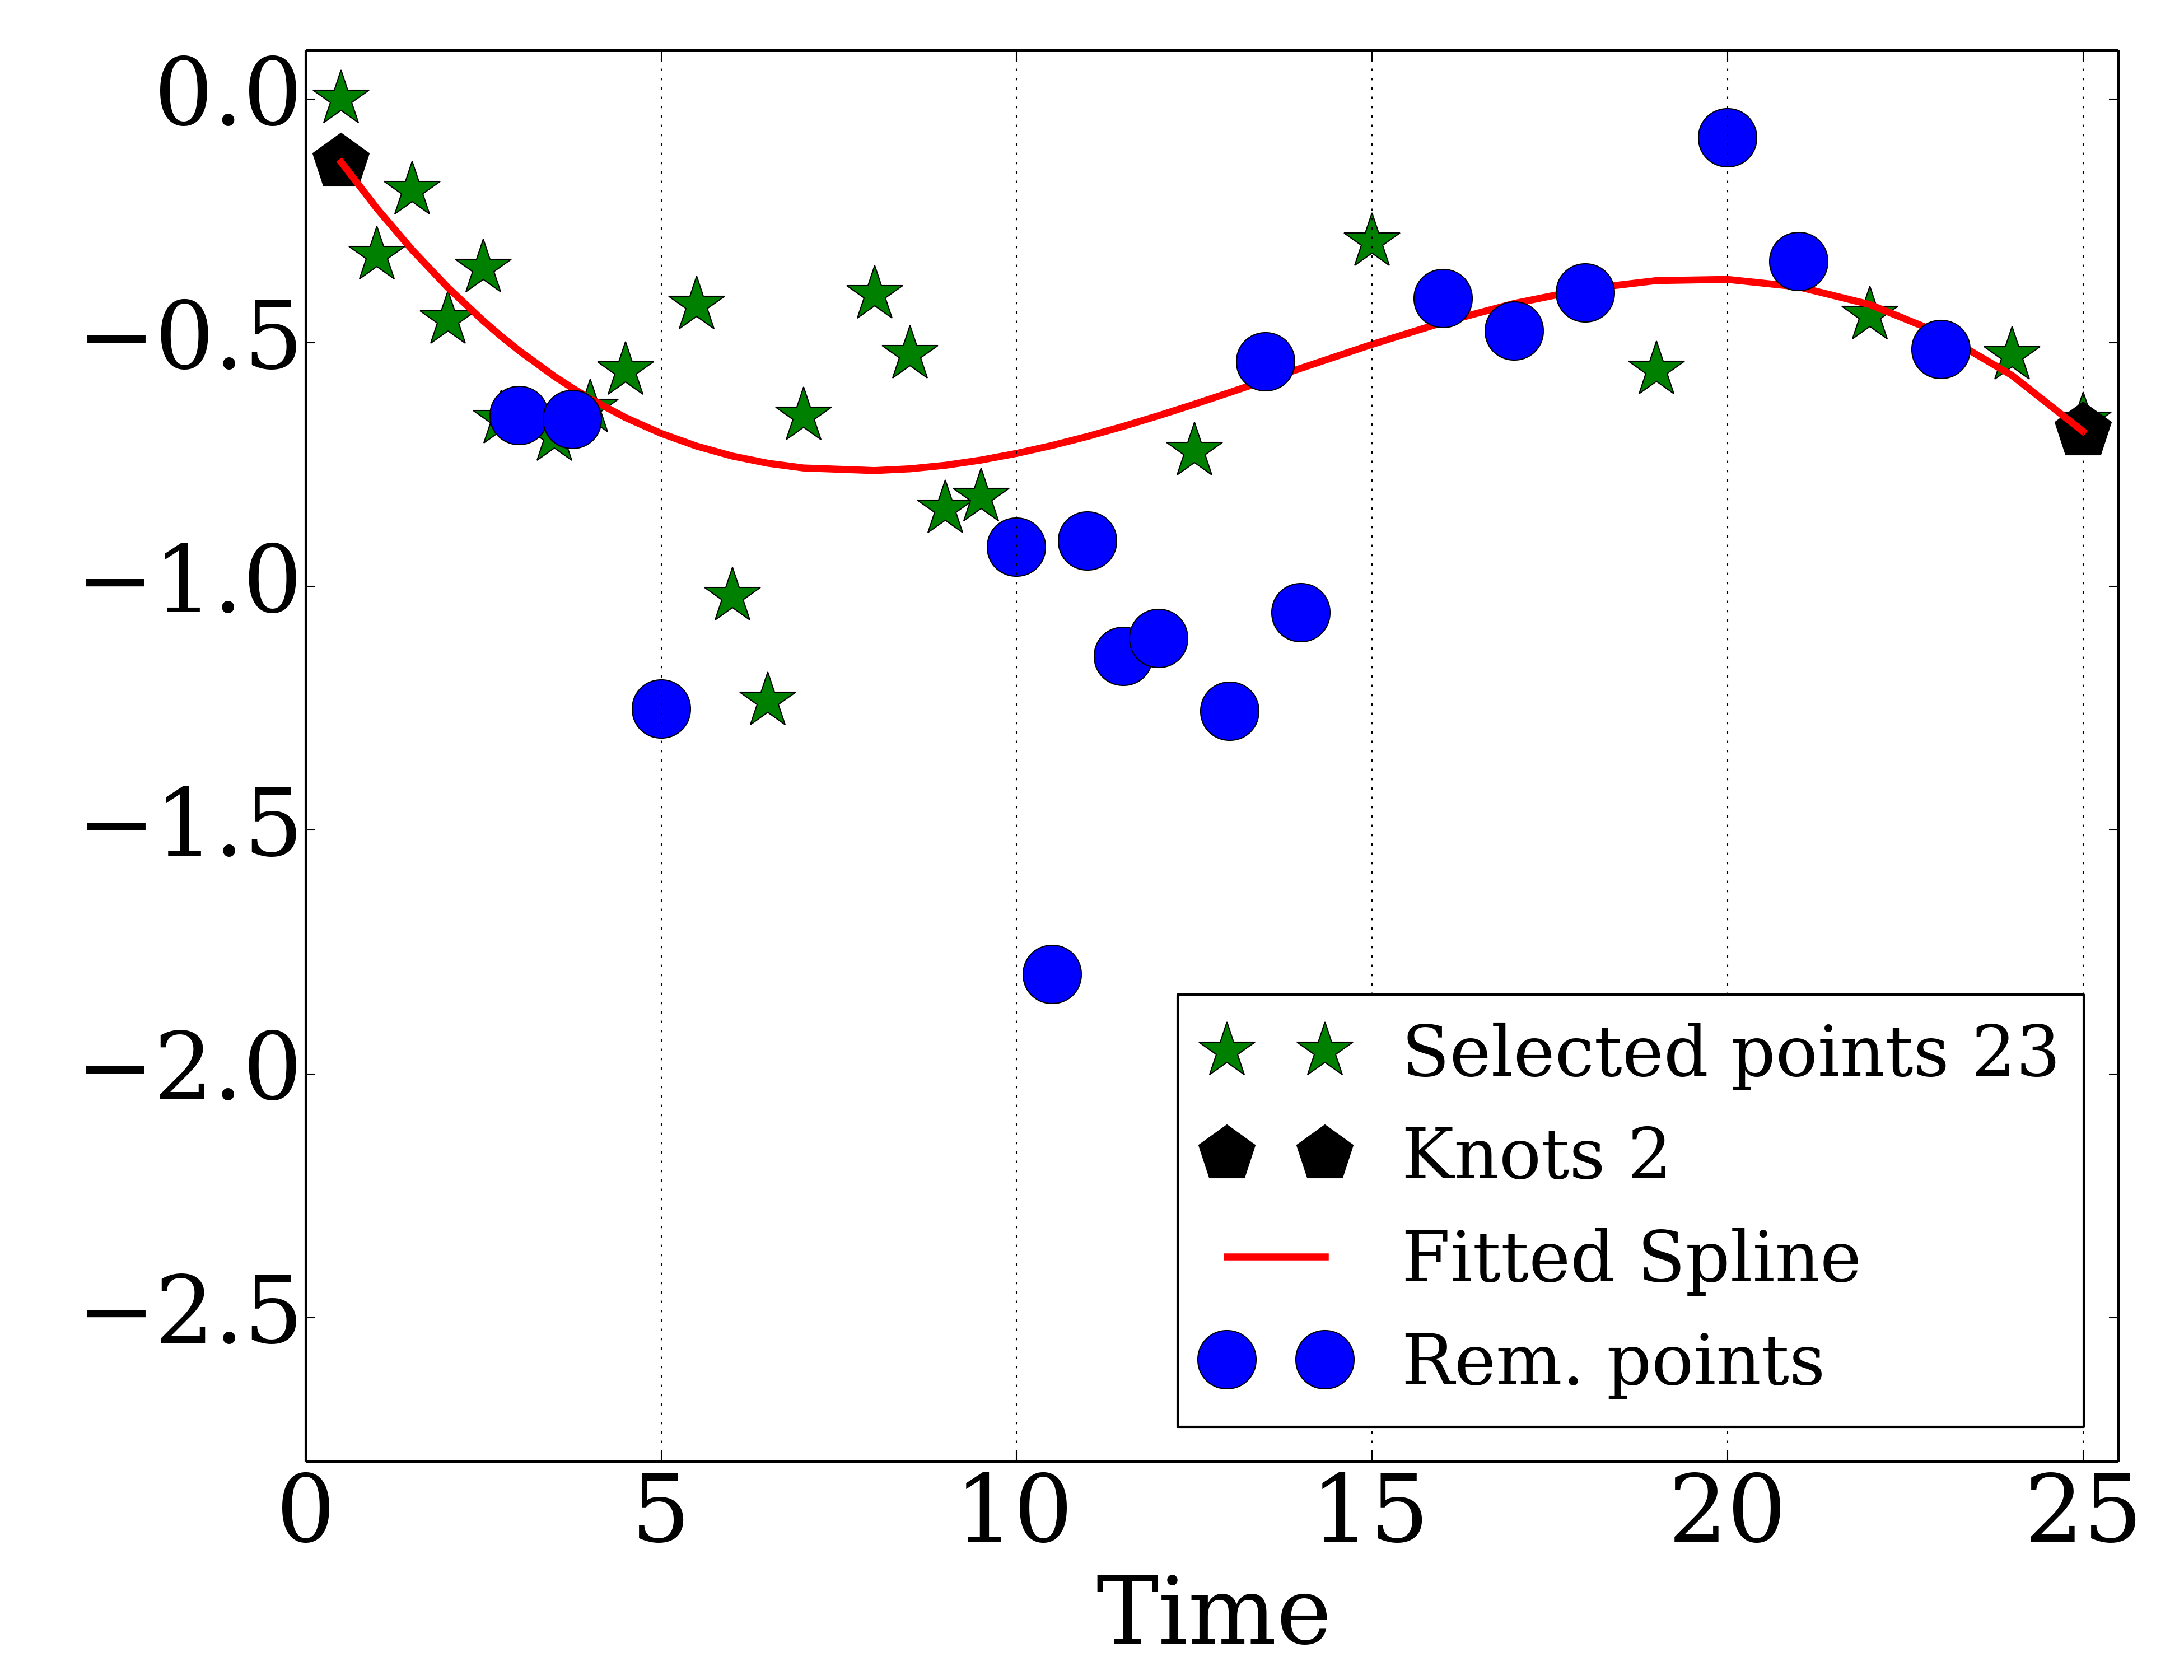 0.0
−0.5
−1.0
−1.5
−2.0
−2.5
Selected points 23
Knots 2
Fitted Spline
Rem. points
0 5 10 15 20 25
Time